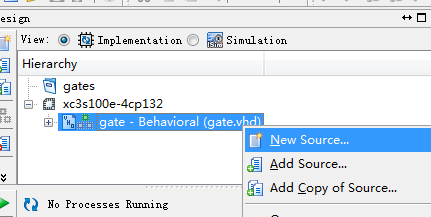 esign
View: Implementation Simulation
Hierarchy
gates
xc3s100e-4cp132
gate - Behavioral (gate.vhd)
New Source...
Add Source...
Add Copy of Source...
No Processes Running